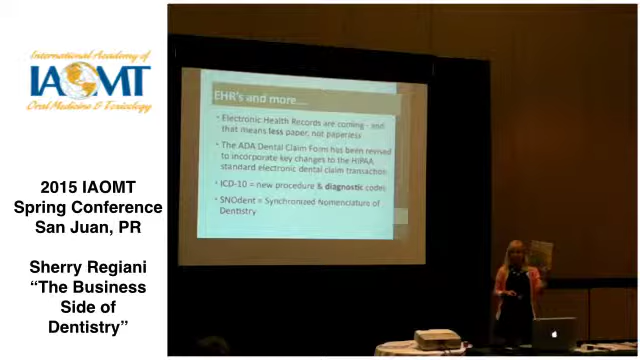 International Academy of
IAOMT
Oral Medicine & Toxicology
2015 IAOMT
Spring Conference
San Juan, PR
Sherry Regiani
“The Business
Side of
Dentistry”
EHR's and more....
• Electronic Health Records are coming - and
that means less paper, not paperless
• The ADA Dental Claim Form has been revised
to incorporate key changes to the HIPAA
standard electronic dental claim transaction
• ICD-10 = new procedure & diagnostic codes
• SNOdent = Synchronized Nomenclature of
Dentistry